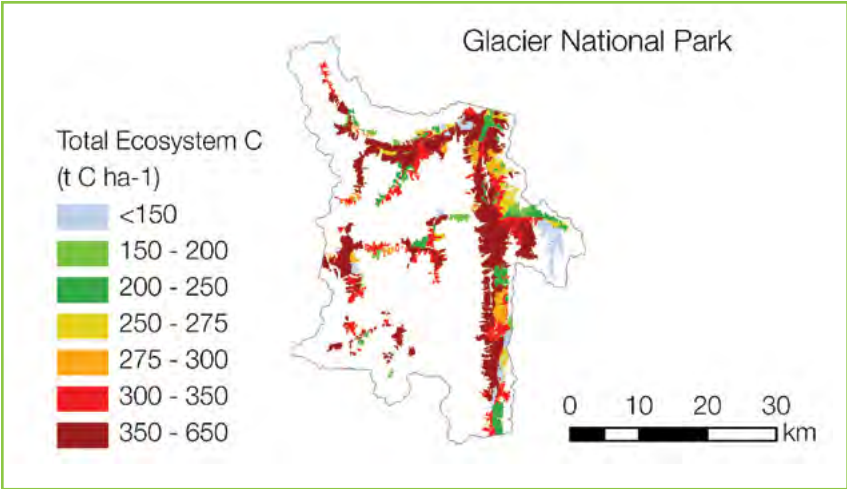 Glacier National Park
Total Ecosystem C
(t C ha-1)
<150
150 - 200
200 - 250
250 - 275
275 - 300
300 - 350
350 - 650
0 10 20 30
km